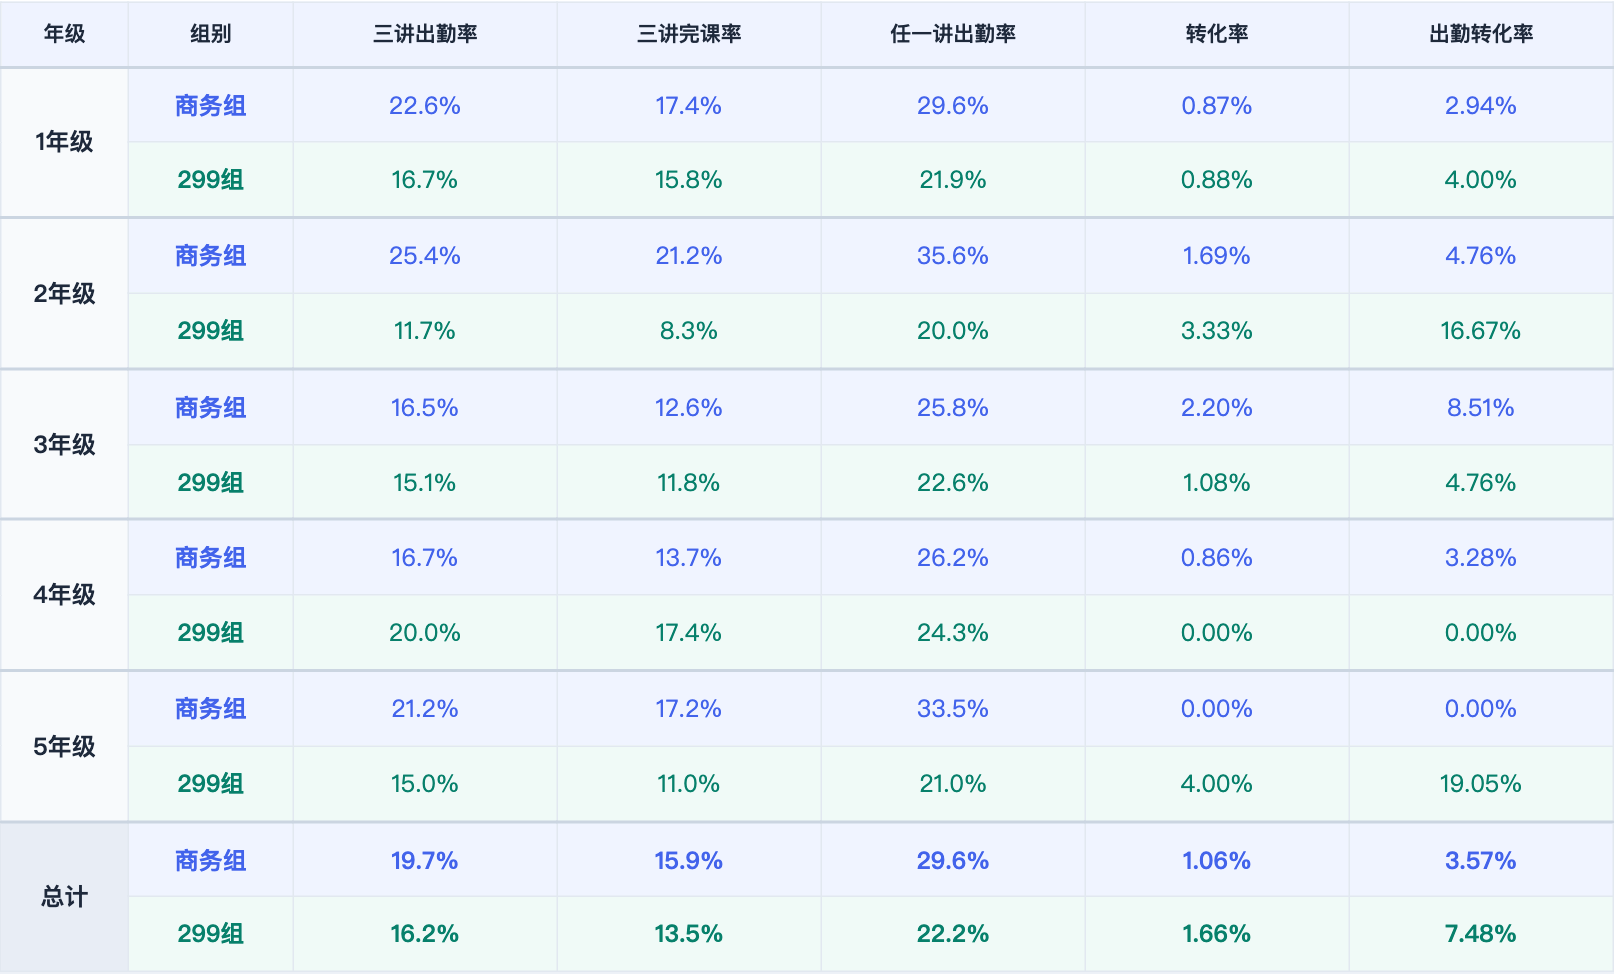 年级 组别 三讲出勤率 三讲完课率 任一讲出勤率 转化率 出勤转化率
1年级 商务组 22.6% 17.4% 29.6% 0.87% 2.94%
299组 16.7% 15.8% 21.9% 0.88% 4.00%
2年级 商务组 25.4% 21.2% 35.6% 1.69% 4.76%
299组 11.7% 8.3% 20.0% 3.33% 16.67%
3年级 商务组 16.5% 12.6% 25.8% 2.20% 8.51%
299组 15.1% 11.8% 22.6% 1.08% 4.76%
4年级 商务组 16.7% 13.7% 26.2% 0.86% 3.28%
299组 20.0% 17.4% 24.3% 0.00% 0.00%
5年级 商务组 21.2% 17.2% 33.5% 0.00% 0.00%
299组 15.0% 11.0% 21.0% 4.00% 19.05%
总计 商务组 19.7% 15.9% 29.6% 1.06% 3.57%
299组 16.2% 13.5% 22.2% 1.66% 7.48%